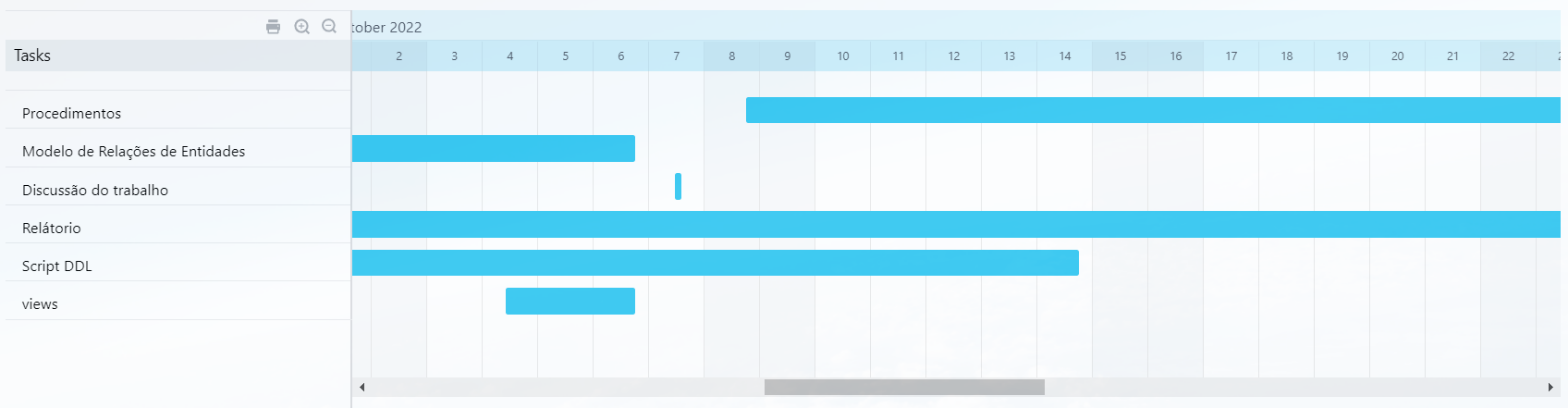 tober 2022
Tasks
2 3 4 5 6 7 8 9 10 11 12 13 14 15 16 17 18 19 20 21 22
Procedimentos
Modelo de Relações de Entidades
Discussão do trabalho
Relátorio
Script DDL
views